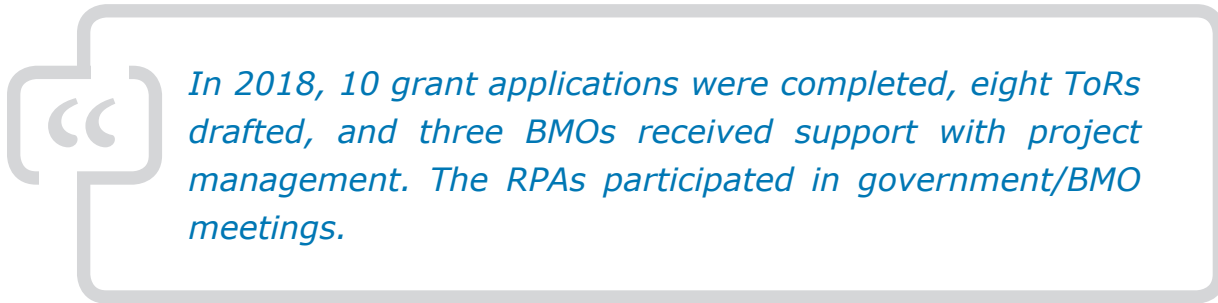 In 2018, 10 grant applications were completed, eight ToRs
drafted, and three BMOs received support with project
management. The RPAs participated in government/BMO
meetings.